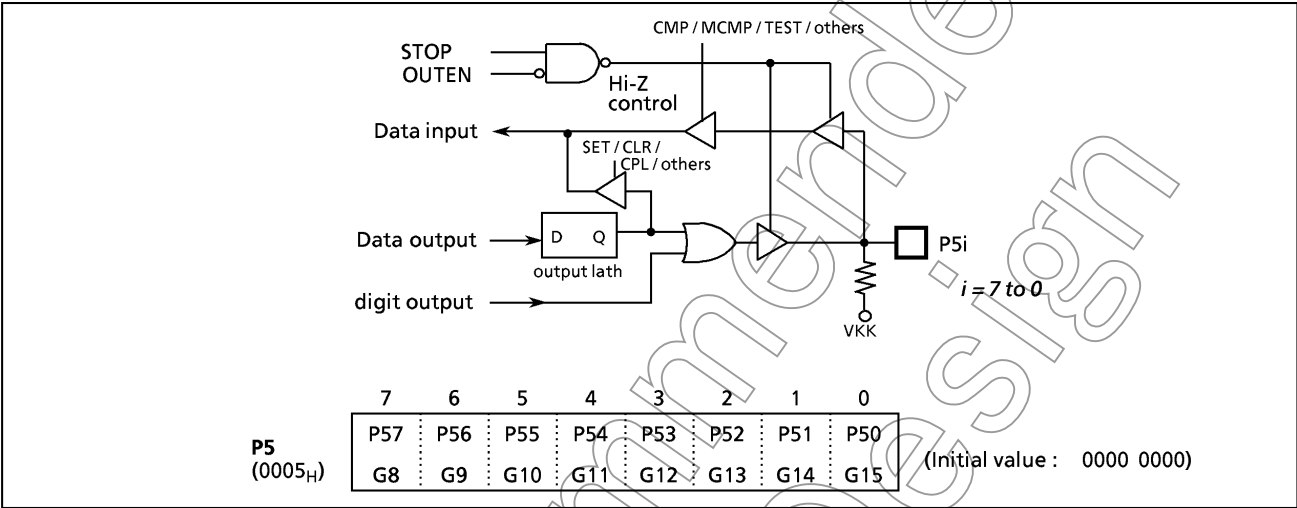 CMP / MCMP / TEST / others
STOP
OUTEN
Hi-Z
control
Data input
SET / CLR /
CPL / others
Data output
D Q
P5i
output lath
i = 7 to 0
digit output
VKK
7 6 5 4 3 2 1 0
P57 P56 P55 P54 P53 P52 P51 P50
P5
(0005H)
(Initial value : 0000 0000)
G8 G9 G10 G11 G12 G13 G14 G15